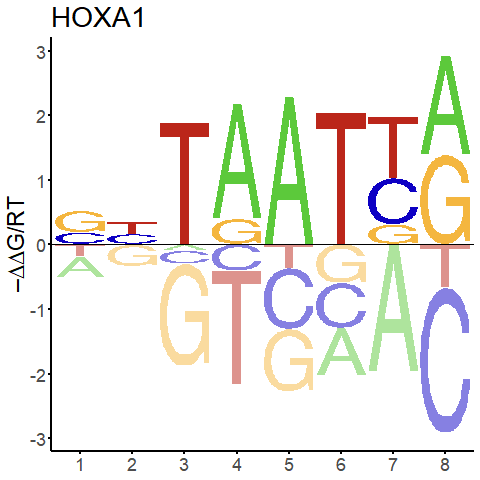 HOXA1
3
2
1
0
-1
-2
-3
−ΔΔG/RT
G T T A A T T A
C C G C G
G
T A G C C T G A T
A G C T C C A C
G G A
1 2 3 4 5 6 7 8